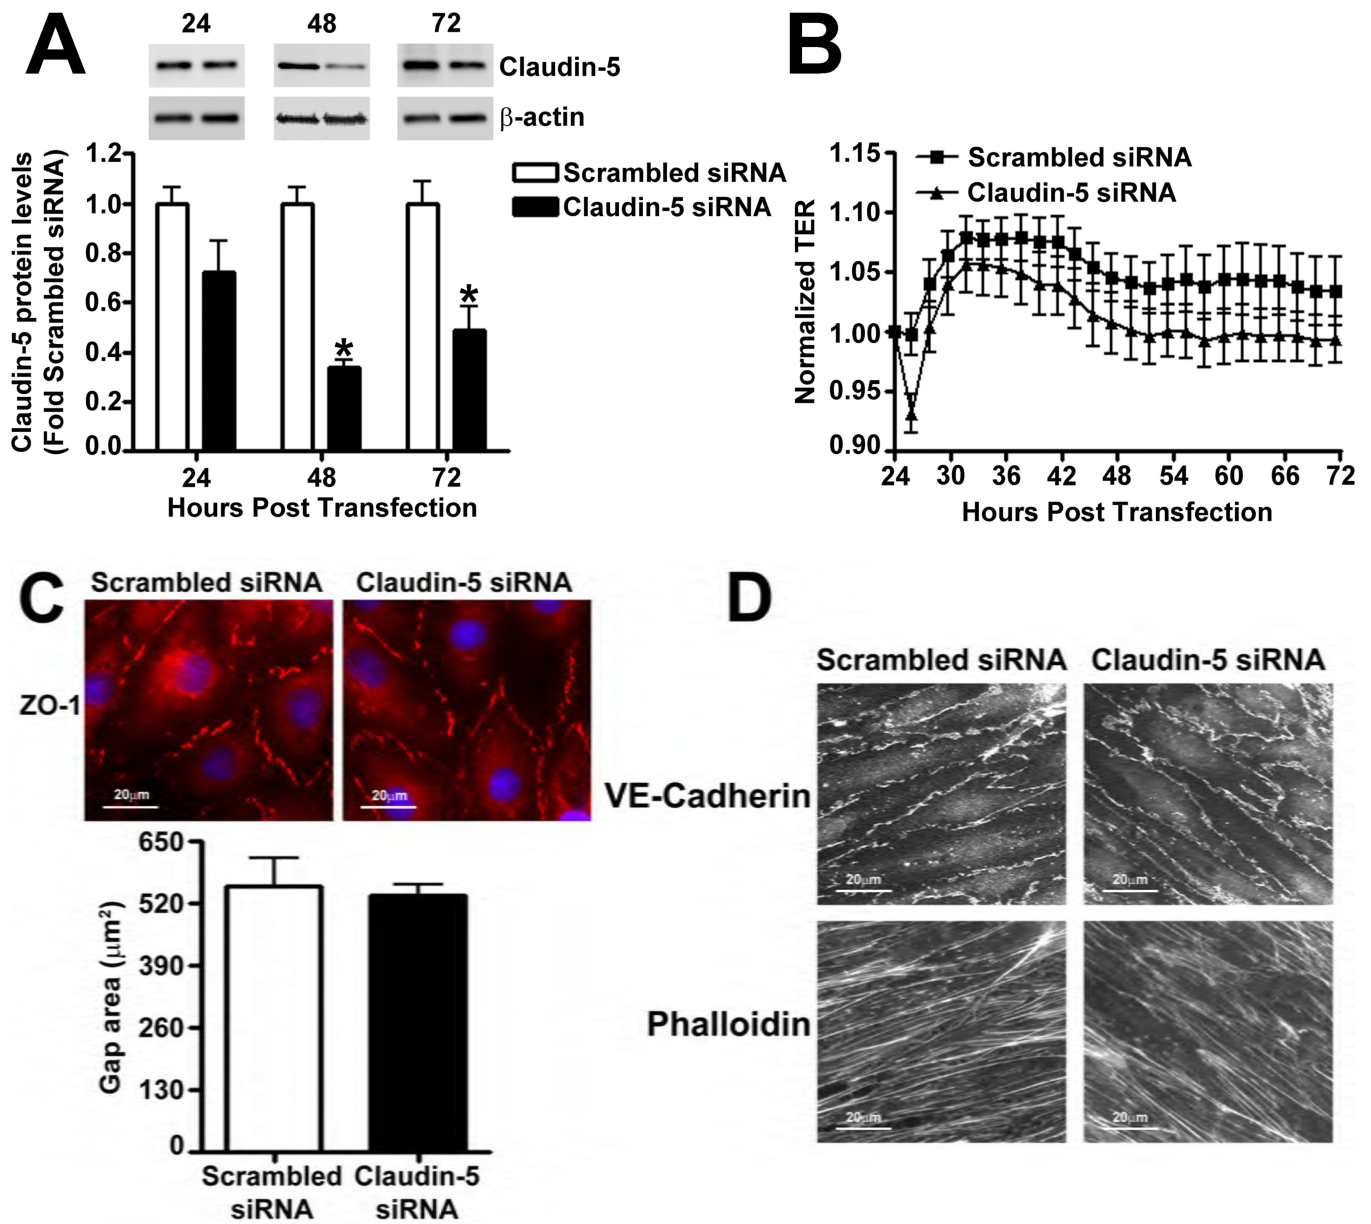 A
24 48 72
Claudin-5
β-actin
Claudin-5 protein levels
(Fold Scrambled siRNA)
1.2
1.0
0.8
0.6
0.4
0.2
0.0
*
*
Scrambled siRNA
Claudin-5 siRNA
24 48 72
Hours Post Transfection
B
Normalized TER
1.15
1.10
1.05
1.00
0.95
0.90
Scrambled siRNA
Claudin-5 siRNA
24 30 36 42 48 54 60 66 72
Hours Post Transfection
C
Scrambled siRNA Claudin-5 siRNA
ZO-1
20μm 20μm
Gap area (μm²)
650
520
390
260
130
0
Scrambled
siRNA
Claudin-5
siRNA
D
Scrambled siRNA Claudin-5 siRNA
VE-Cadherin
20μm 20μm
Phalloidin
20μm 20μm